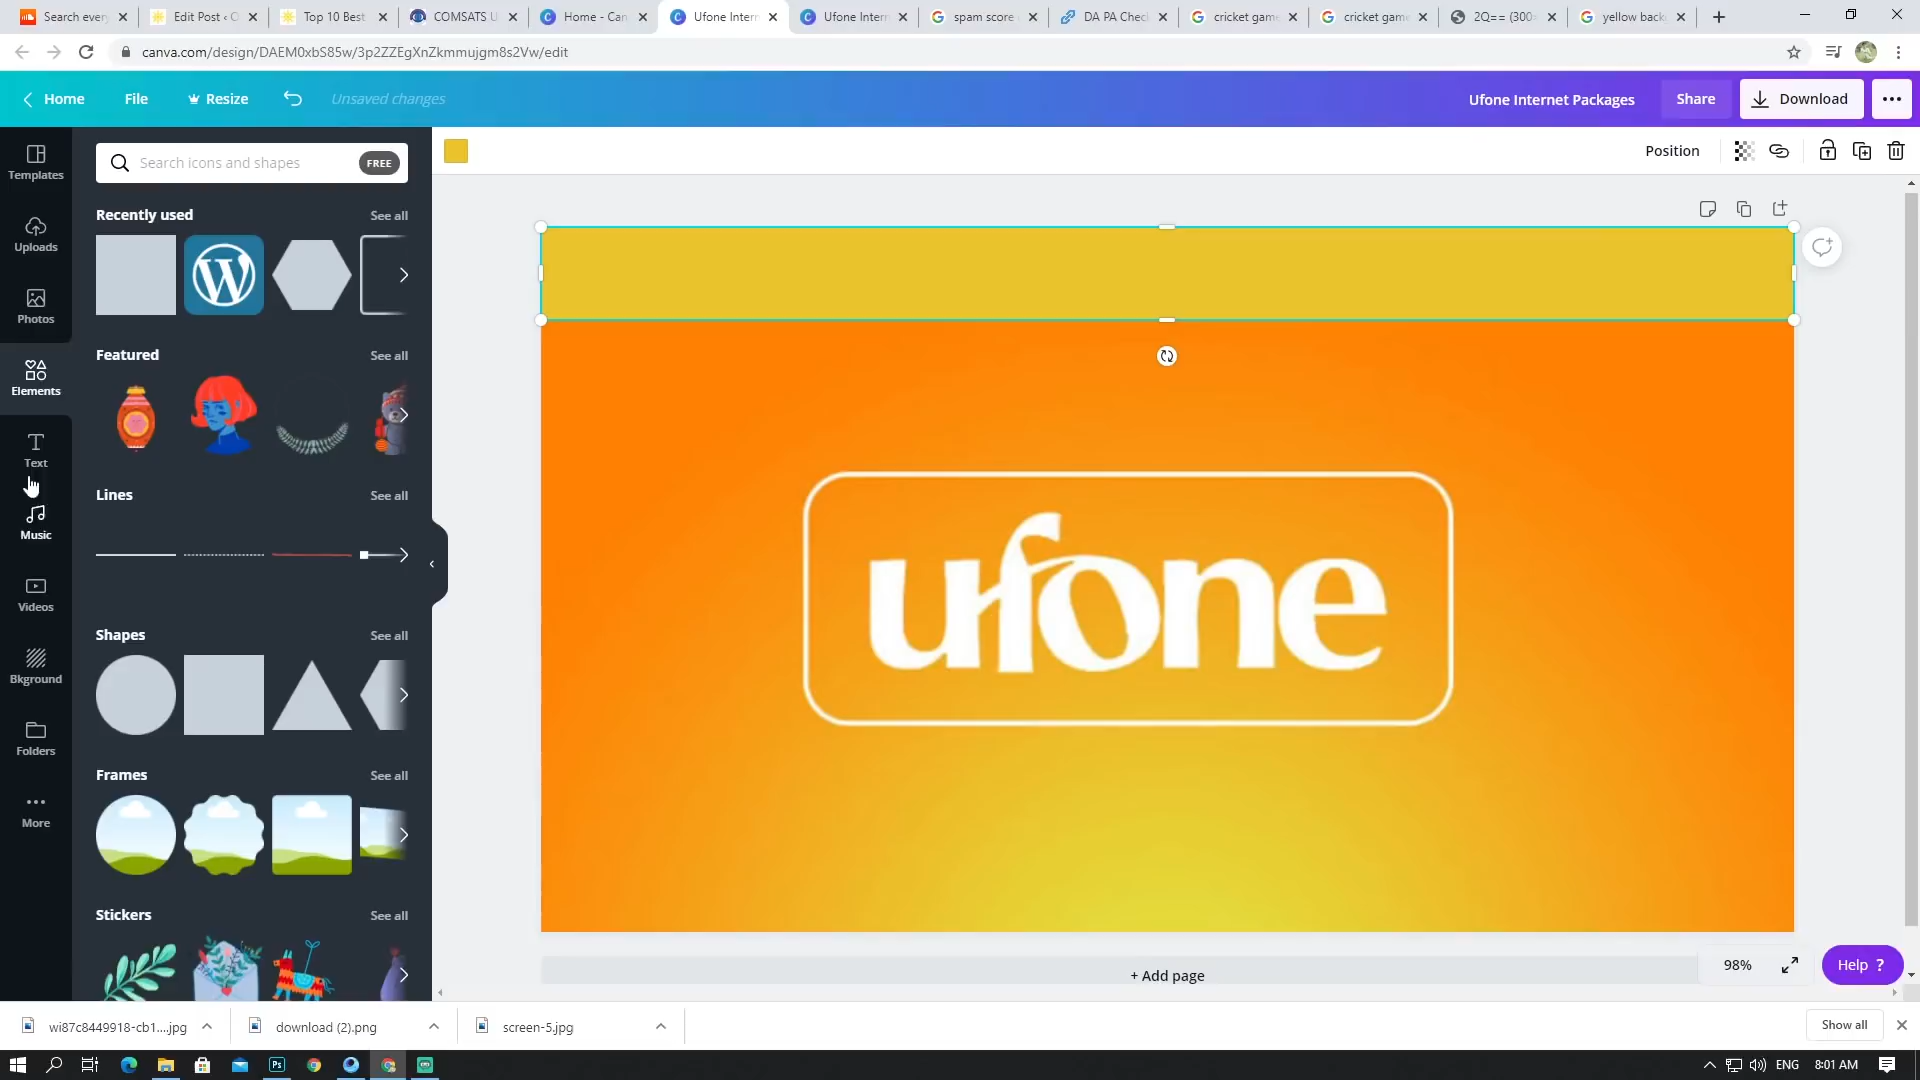 Search every
Edit Post ‹ O
Top 10 Best
COMSATS U
Home - Can
Ufone Intern
Ufone Intern
spam score
DA PA Chec
cricket game
cricket game
2Q== (300
yellow back
canva.com/design/DAEM0xbS85w/3p2ZZEgXnZkmmujgm8s2Vw/edit
Home
File
Resize
Unsaved changes
Ufone Internet Packages
Share
Download
Templates
Uploads
Photos
Elements
Text
Music
Videos
Bkground
Folders
More
Search icons and shapes
FREE
Recently used
See all
Featured
See all
Lines
See all
Shapes
See all
Frames
See all
Stickers
See all
Position
ufone
+ Add page
98%
Help ?
wi87c8449918-cb1....jpg
download (2).png
screen-5.jpg
Show all
Ps
ENG
8:01 AM